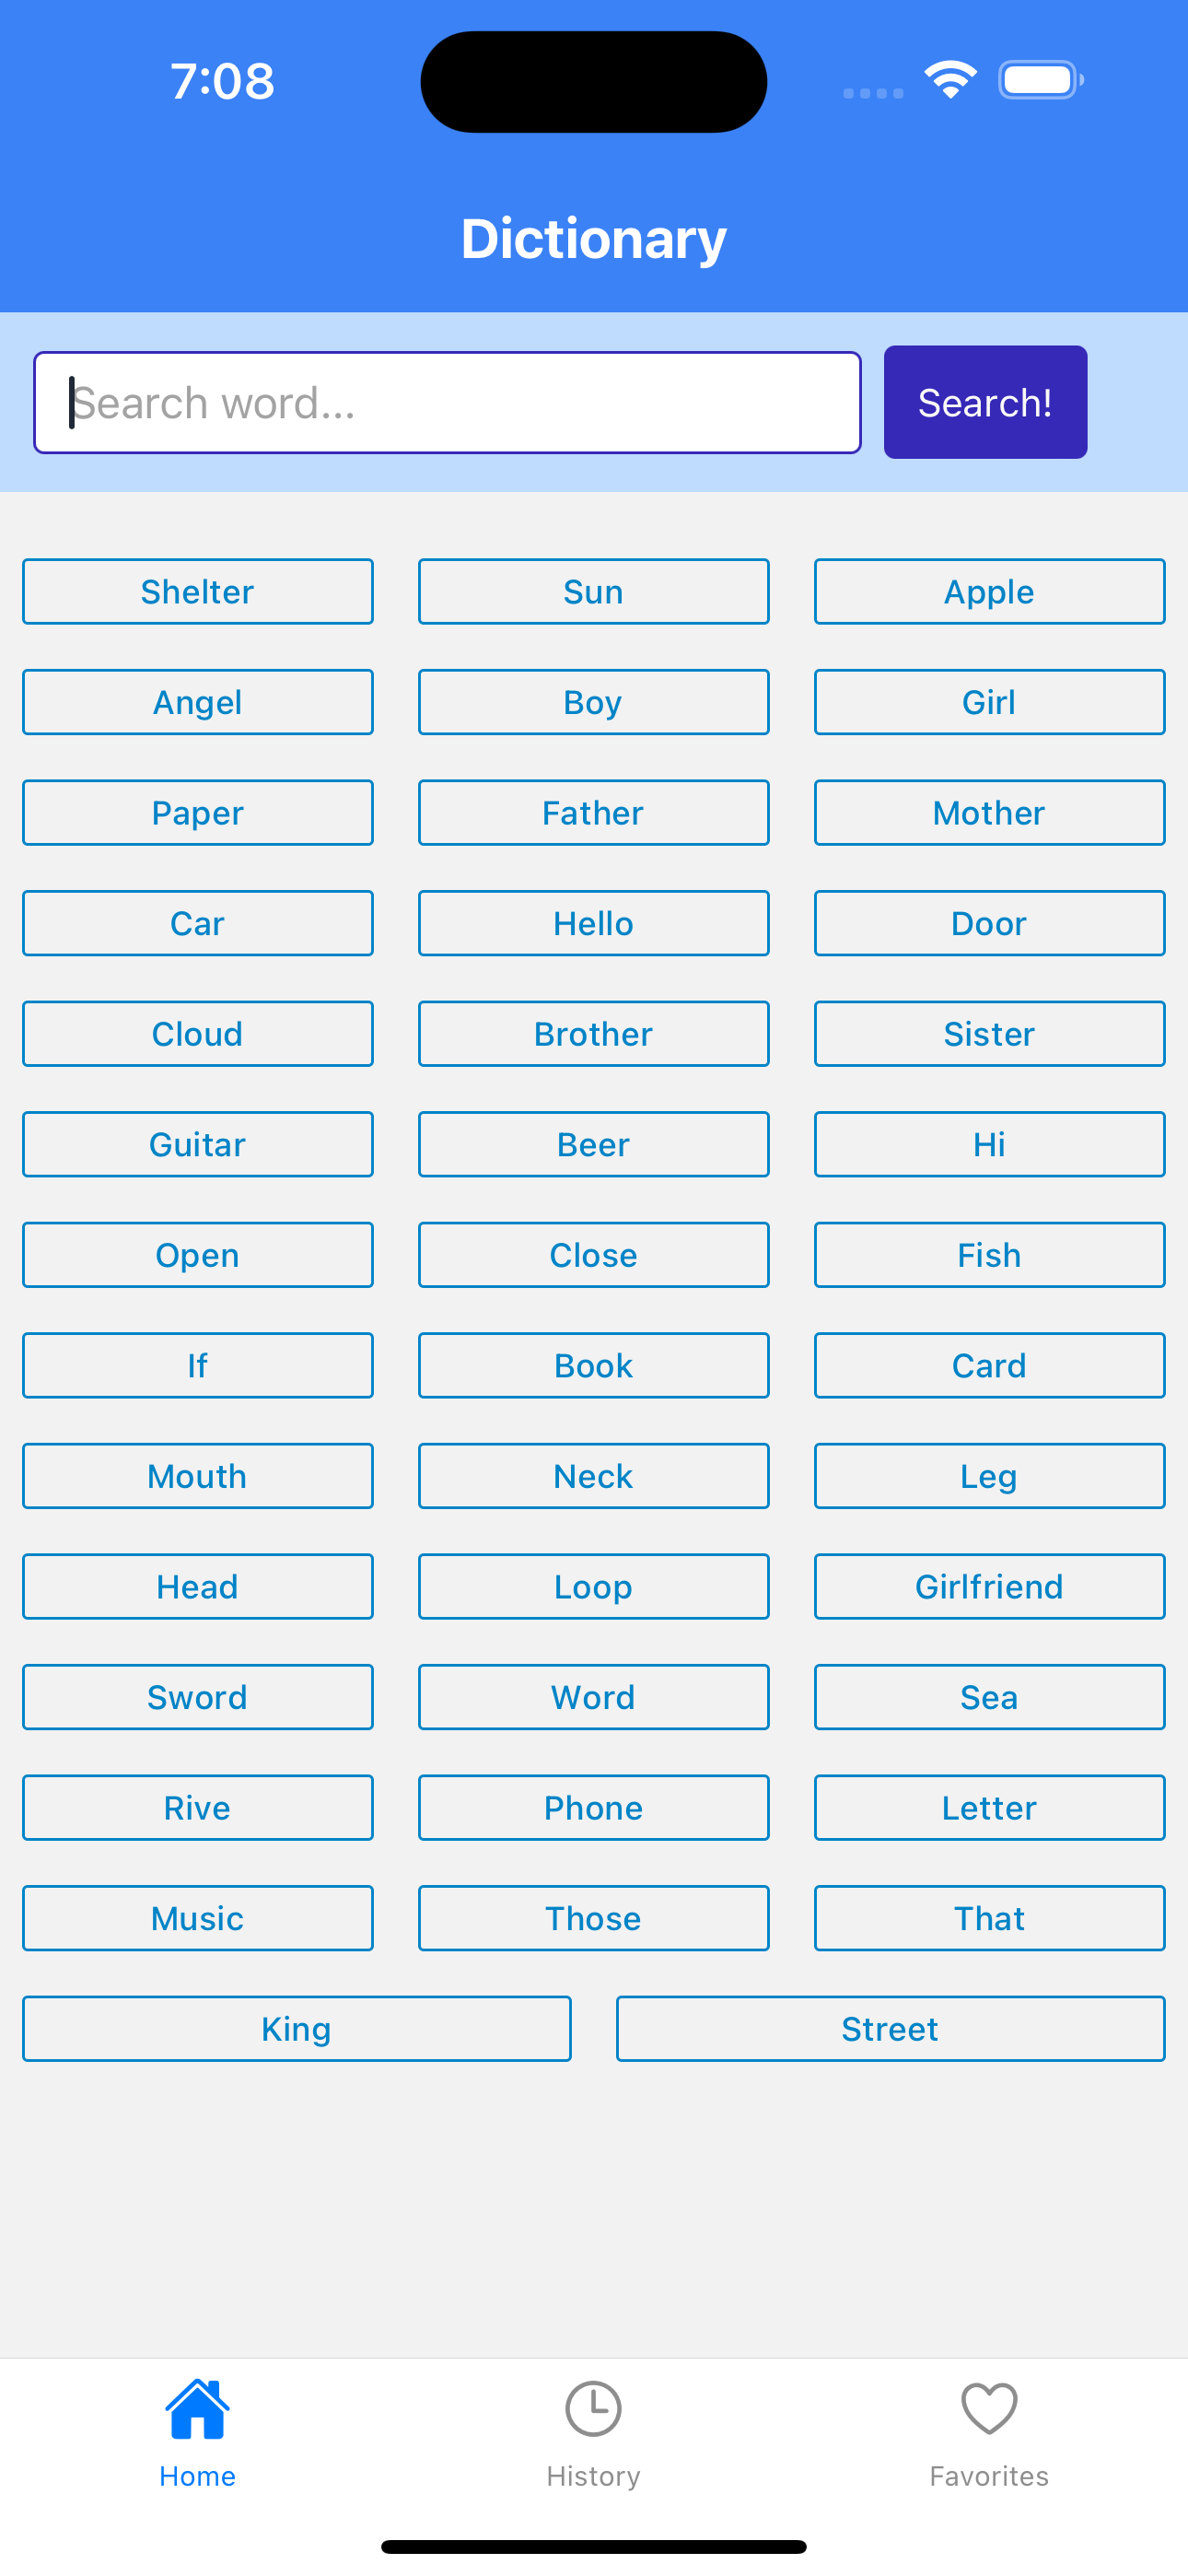 7:08
Dictionary
Search word... Search!
Shelter Sun Apple
Angel Boy Girl
Paper Father Mother
Car Hello Door
Cloud Brother Sister
Guitar Beer Hi
Open Close Fish
If Book Card
Mouth Neck Leg
Head Loop Girlfriend
Sword Word Sea
Rive Phone Letter
Music Those That
King Street
Home History Favorites